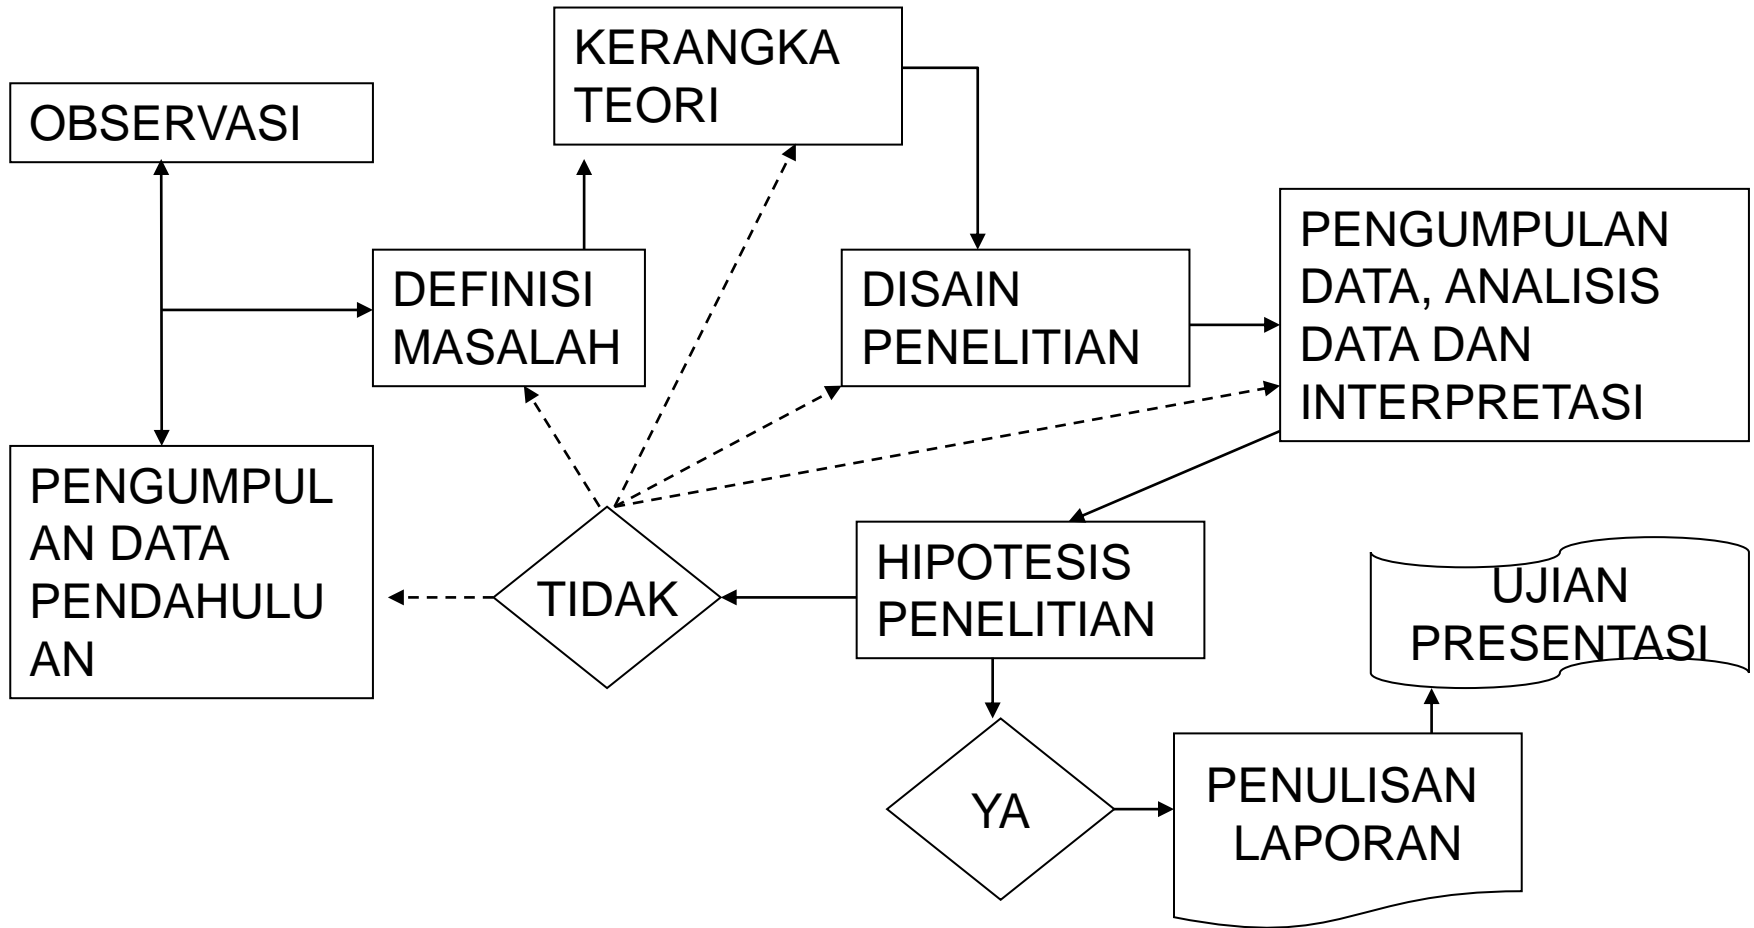 KERANGKA
TEORI
OBSERVASI
DEFINISI
MASALAH
DISAIN
PENELITIAN
PENGUMPULAN
DATA, ANALISIS
DATA DAN
INTERPRETASI
PENGUMPUL
AN DATA
PENDAHULU
AN
TIDAK
HIPOTESIS
PENELITIAN
UJIAN
PRESENTASI
YA
PENULISAN
LAPORAN